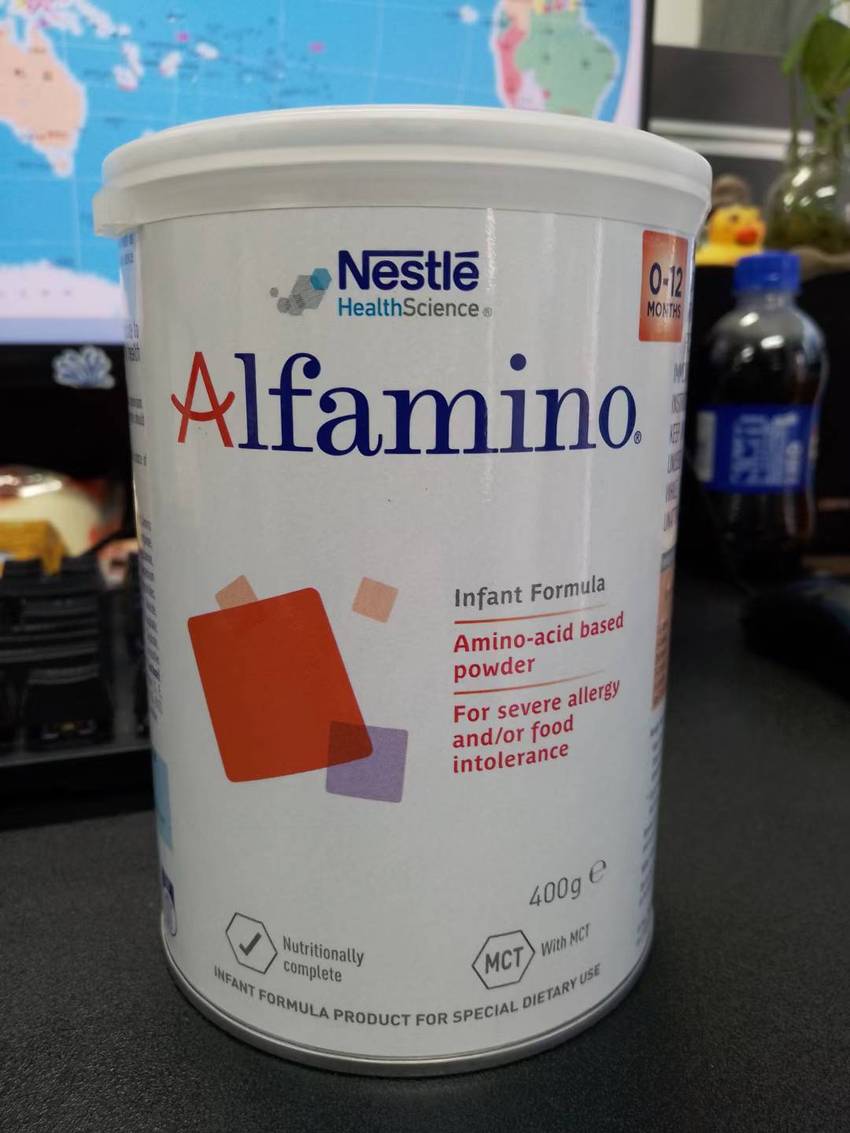 Nestlé
HealthScience®
0-12
MONTHS
Alfamino®
Infant Formula
Amino-acid based
powder
For severe allergy
and/or food
intolerance
400g ℮
Nutritionally
complete
MCT
With MCT
INFANT FORMULA PRODUCT FOR SPECIAL DIETARY USE